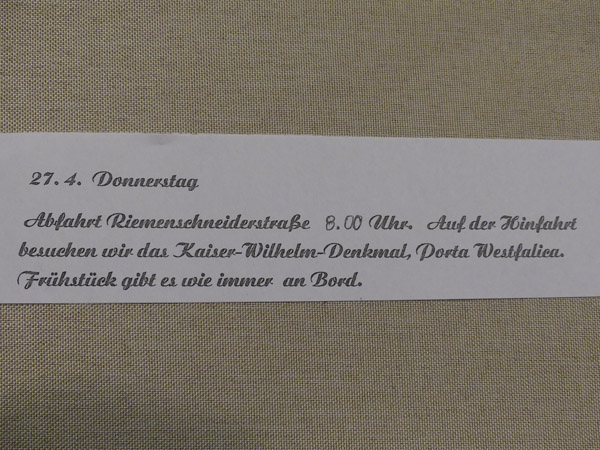 27. 4. Donnerstag
Abfahrt Riemenschneiderstraße 8.00 Uhr. Auf der Hinfahrt
besuchen wir das Kaiser-Wilhelm-Denkmal, Porta Westfalica.
Frühstück gibt es wie immer an Bord.